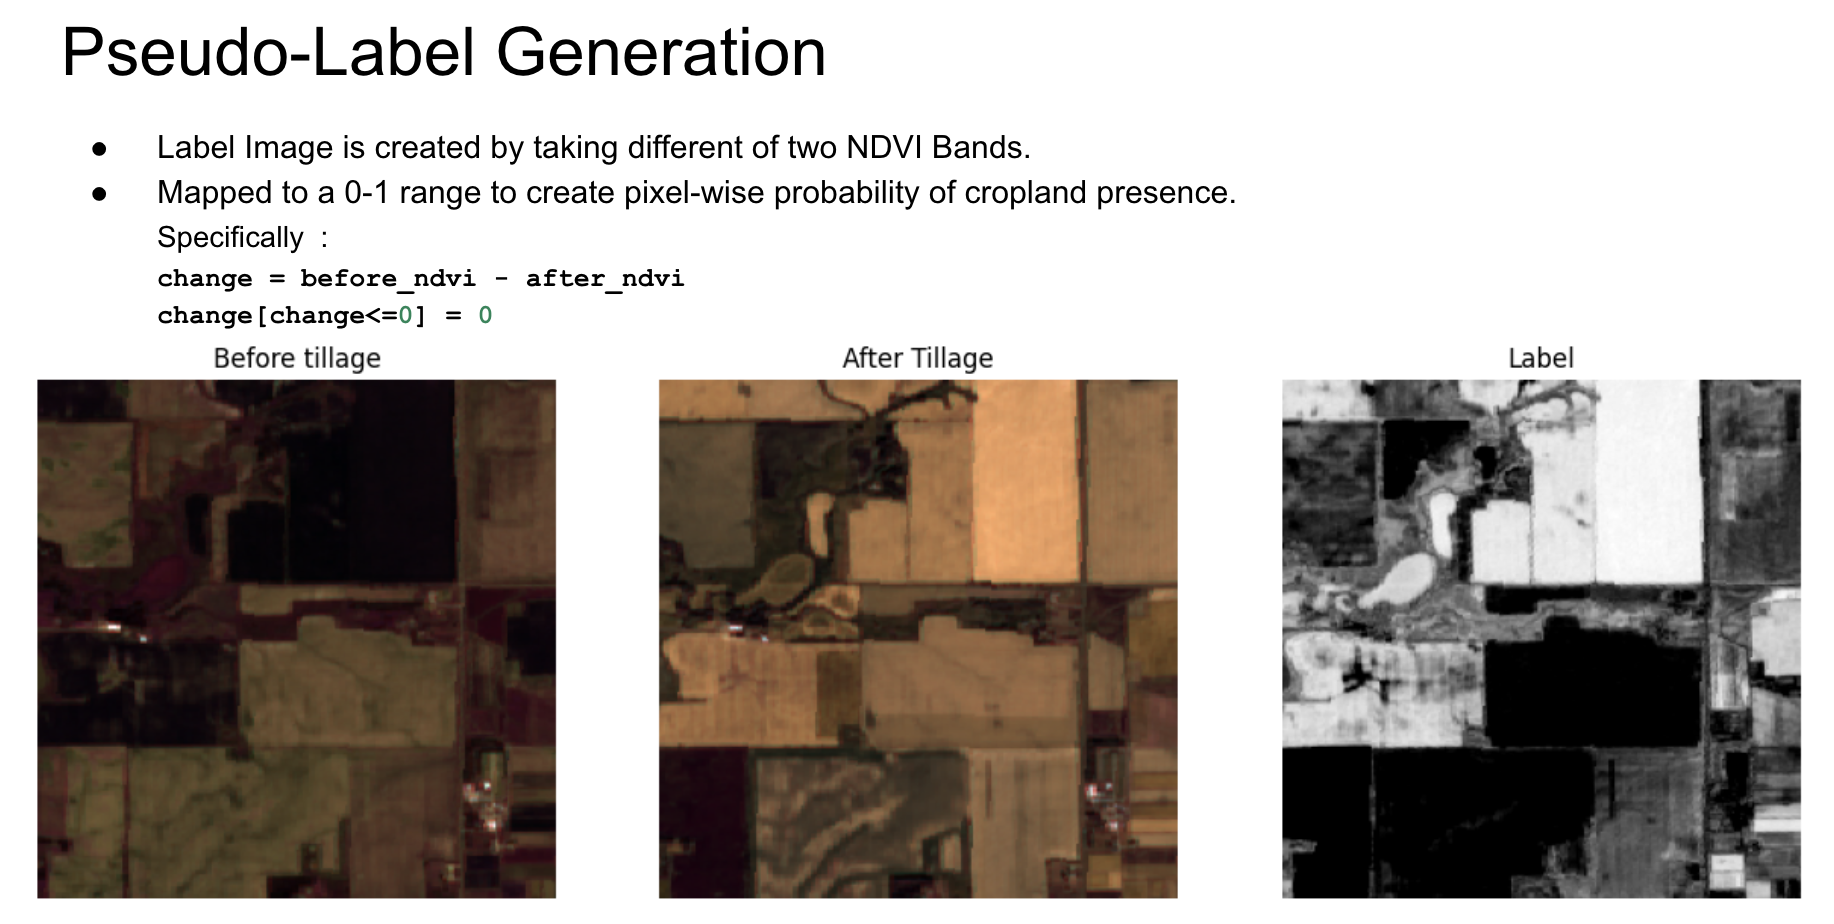 Pseudo-Label Generation
● Label Image is created by taking different of two NDVI Bands.
● Mapped to a 0-1 range to create pixel-wise probability of cropland presence.
Specifically :
change = before_ndvi - after_ndvi
change[change<=0] = 0
Before tillage
After Tillage
Label